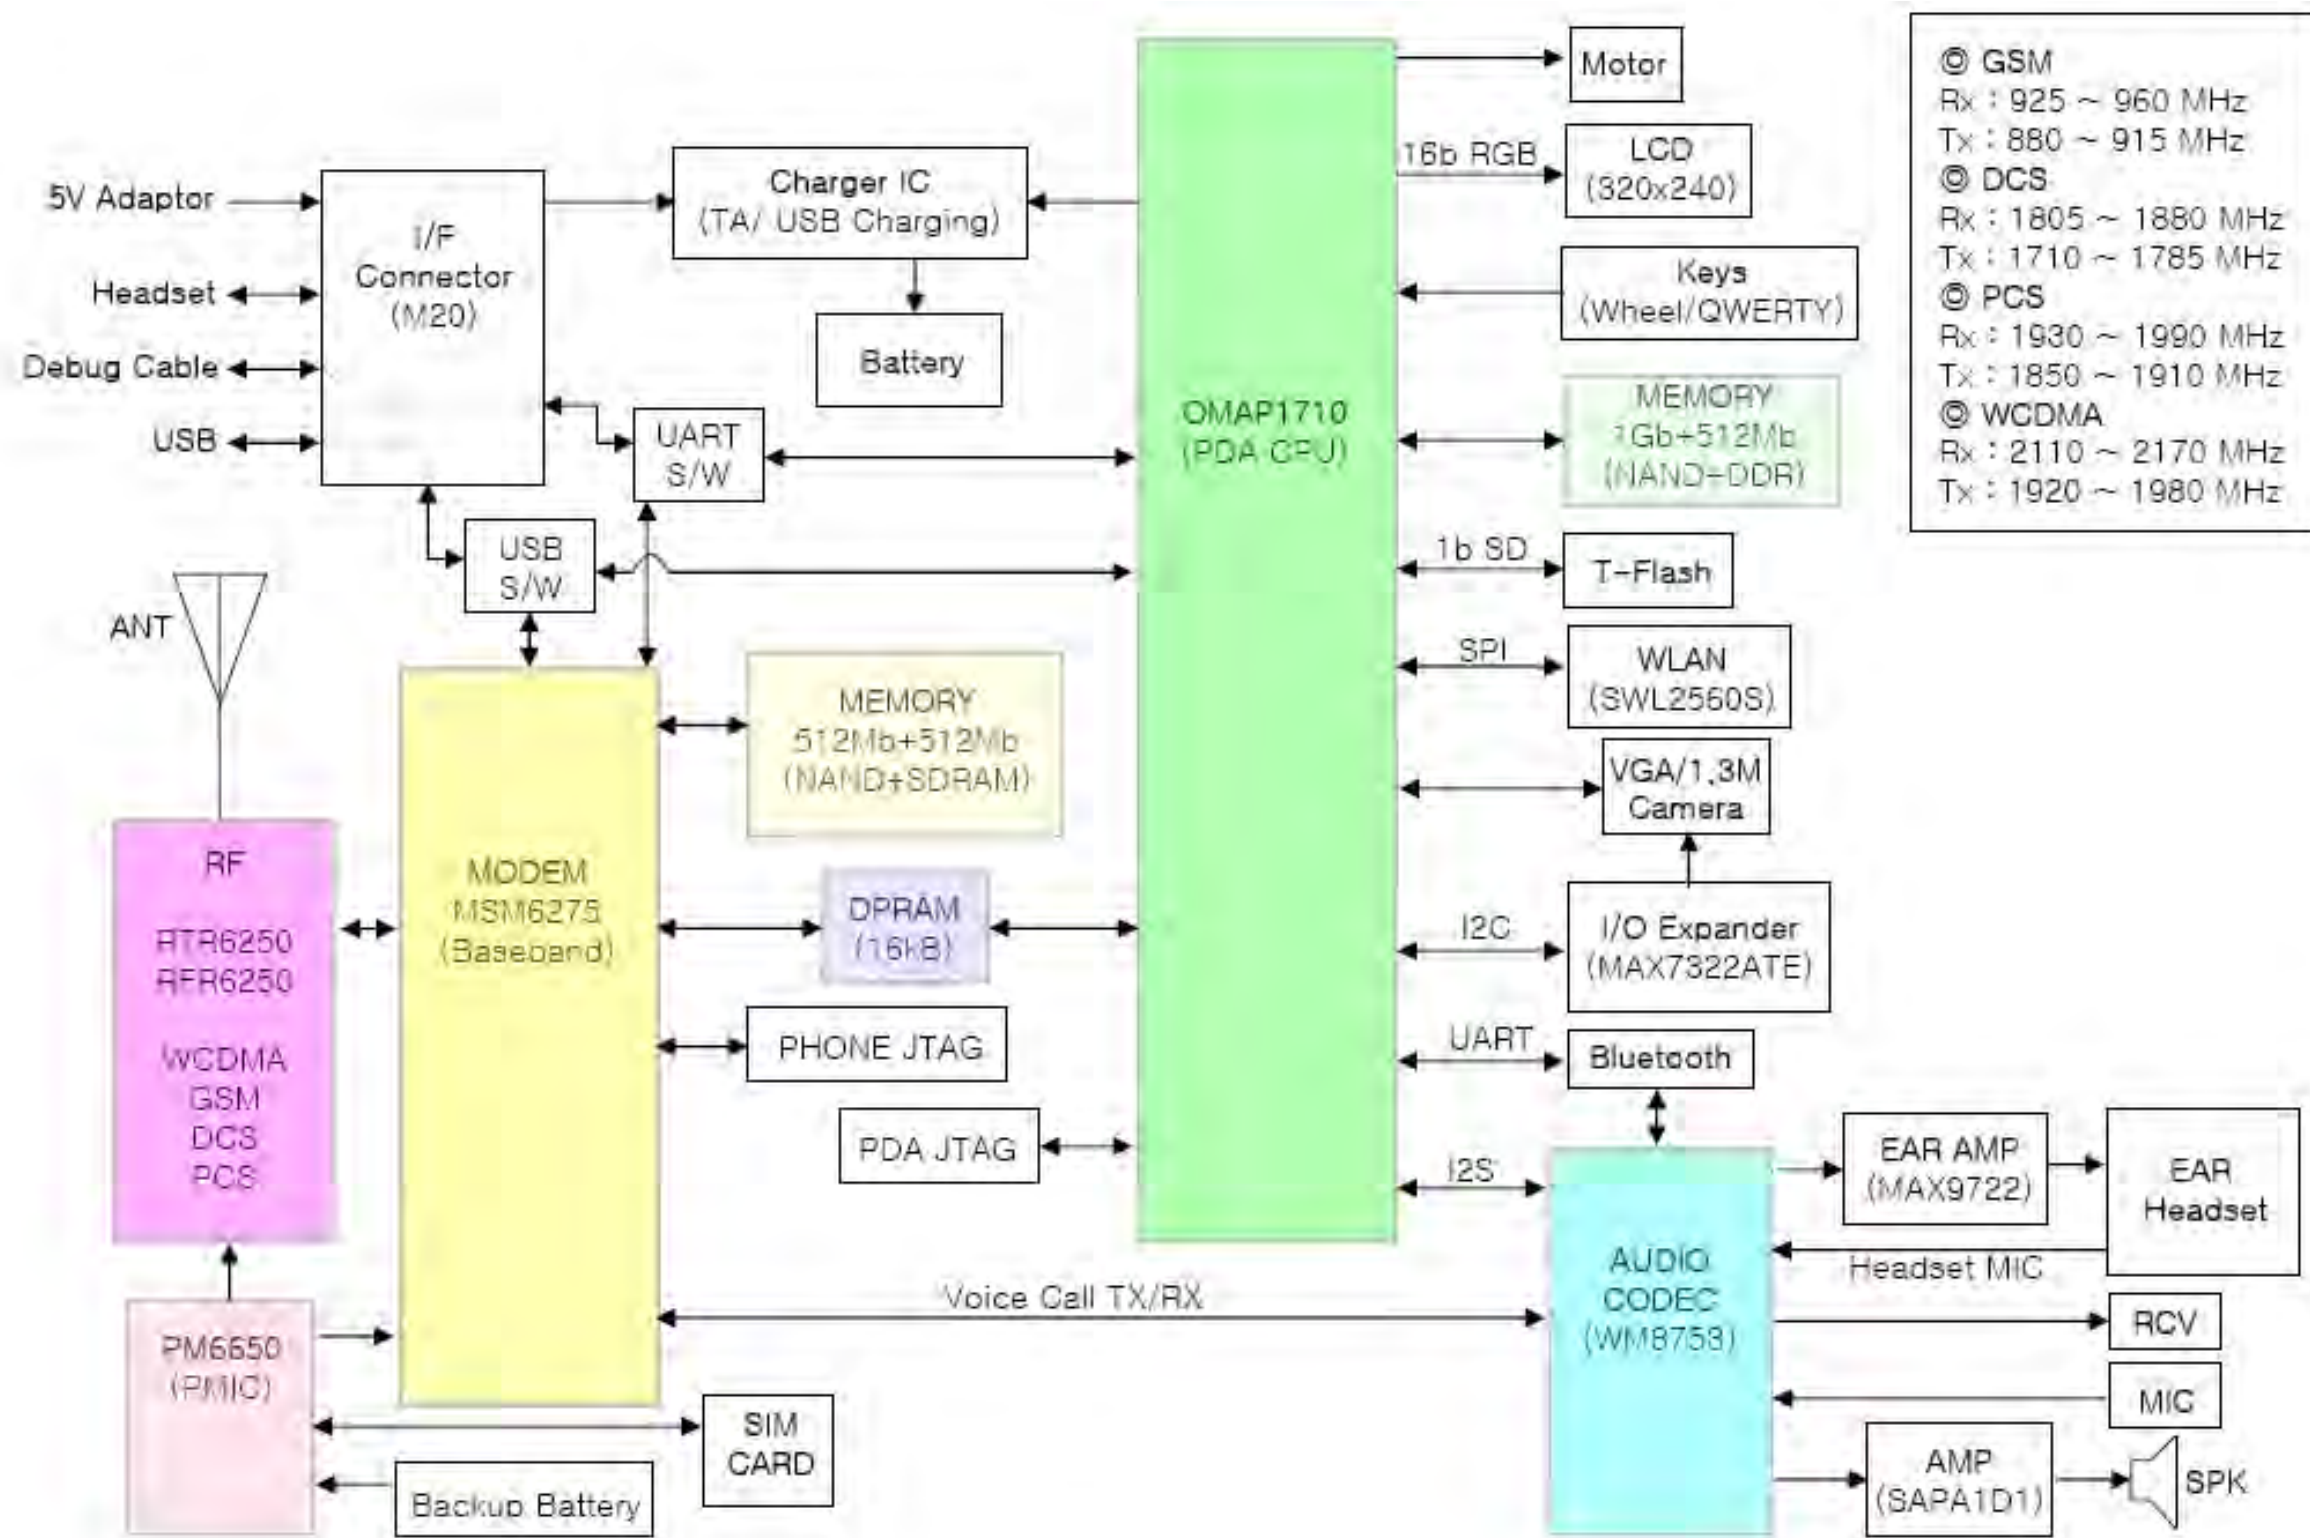 Motor
16b RGB
LCD
(320x240)
Keys
(Wheel/QWERTY)
MEMORY
1Gb+512Mb
(NAND+DDR)
1b SD
T-Flash
SPI
WLAN
(SWL2560S)
VGA/1.3M
Camera
I2C
I/O Expander
(MAX7322ATE)
UART
Bluetooth
I2S
OMAP1710
(PDA CPU)
◎ GSM
Rx : 925 ~ 960 MHz
Tx : 880 ~ 915 MHz
◎ DCS
Rx : 1805 ~ 1880 MHz
Tx : 1710 ~ 1785 MHz
◎ PCS
Rx : 1930 ~ 1990 MHz
Tx : 1850 ~ 1910 MHz
◎ WCDMA
Rx : 2110 ~ 2170 MHz
Tx : 1920 ~ 1980 MHz
5V Adaptor
Headset
Debug Cable
USB
I/F
Connector
(M20)
Charger IC
(TA/ USB Charging)
Battery
UART
S/W
USB
S/W
ANT
RF
RTR6250
RFR6250
WCDMA
GSM
DCS
PCS
MODEM
MSM6275
(Baseband)
MEMORY
512Mb+512Mb
(NAND+SDRAM)
DPRAM
(16kB)
PHONE JTAG
PDA JTAG
Voice Call TX/RX
PM6650
(PMIC)
SIM
CARD
Backup Battery
AUDIO
CODEC
(WM8753)
EAR AMP
(MAX9722)
EAR
Headset
Headset MIC
RCV
MIC
AMP
(SAPA1D1)
SPK